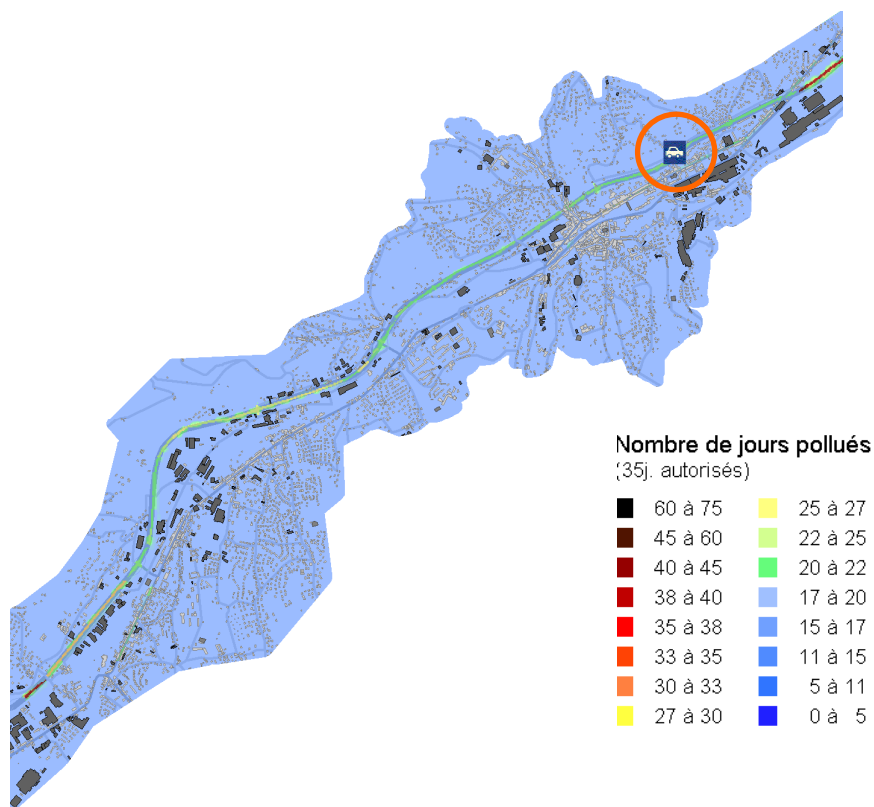 Nombre de jours pollués
(35j. autorisés)
60 à 75 25 à 27
45 à 60 22 à 25
40 à 45 20 à 22
38 à 40 17 à 20
35 à 38 15 à 17
33 à 35 11 à 15
30 à 33 5 à 11
27 à 30 0 à 5